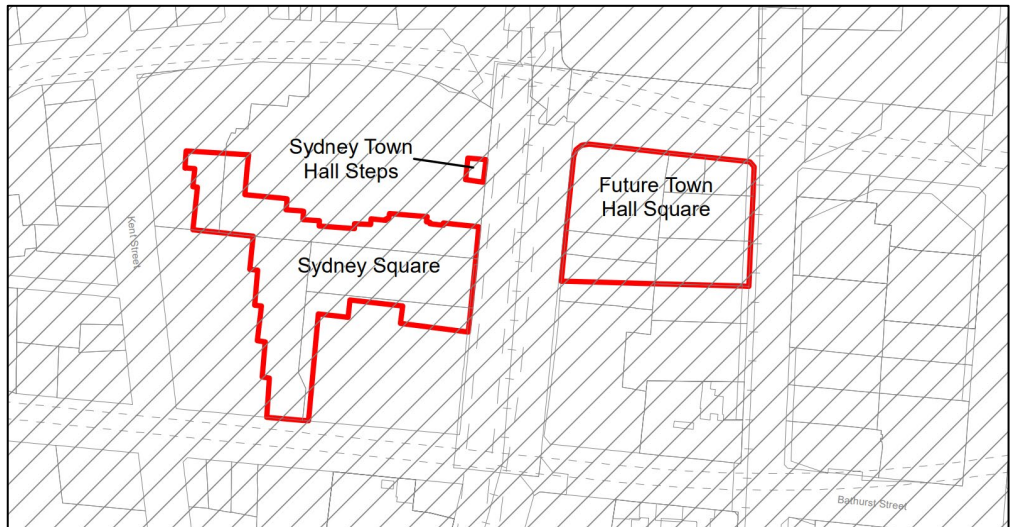 Sydney Town
Hall Steps
Future Town
Hall Square
Sydney Square
Kent Street
Bathurst Street